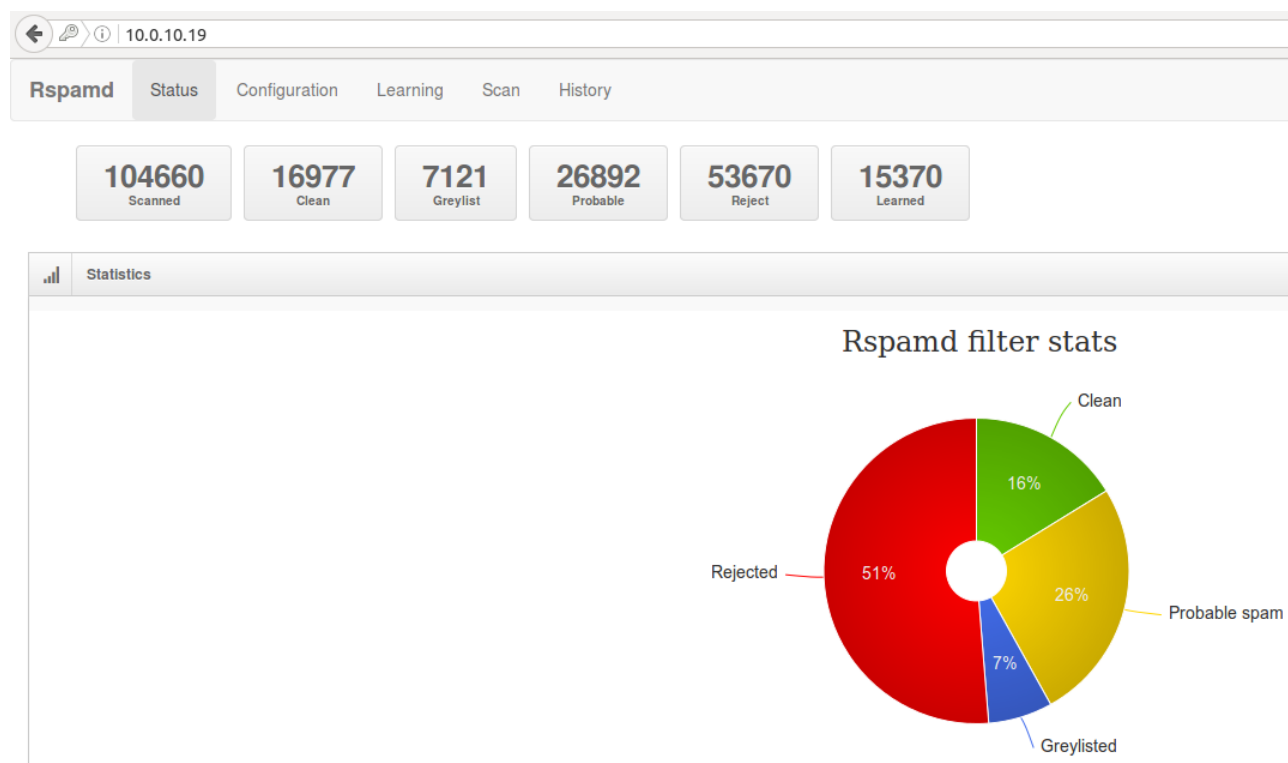 10.0.10.19
Rspamd Status Configuration Learning Scan History
104660 16977 7121 26892 53670 15370
Scanned Clean Greylist Probable Reject Learned
Statistics
Rspamd filter stats
Clean
16%
Rejected
51%
26%
Probable spam
7%
Greylisted